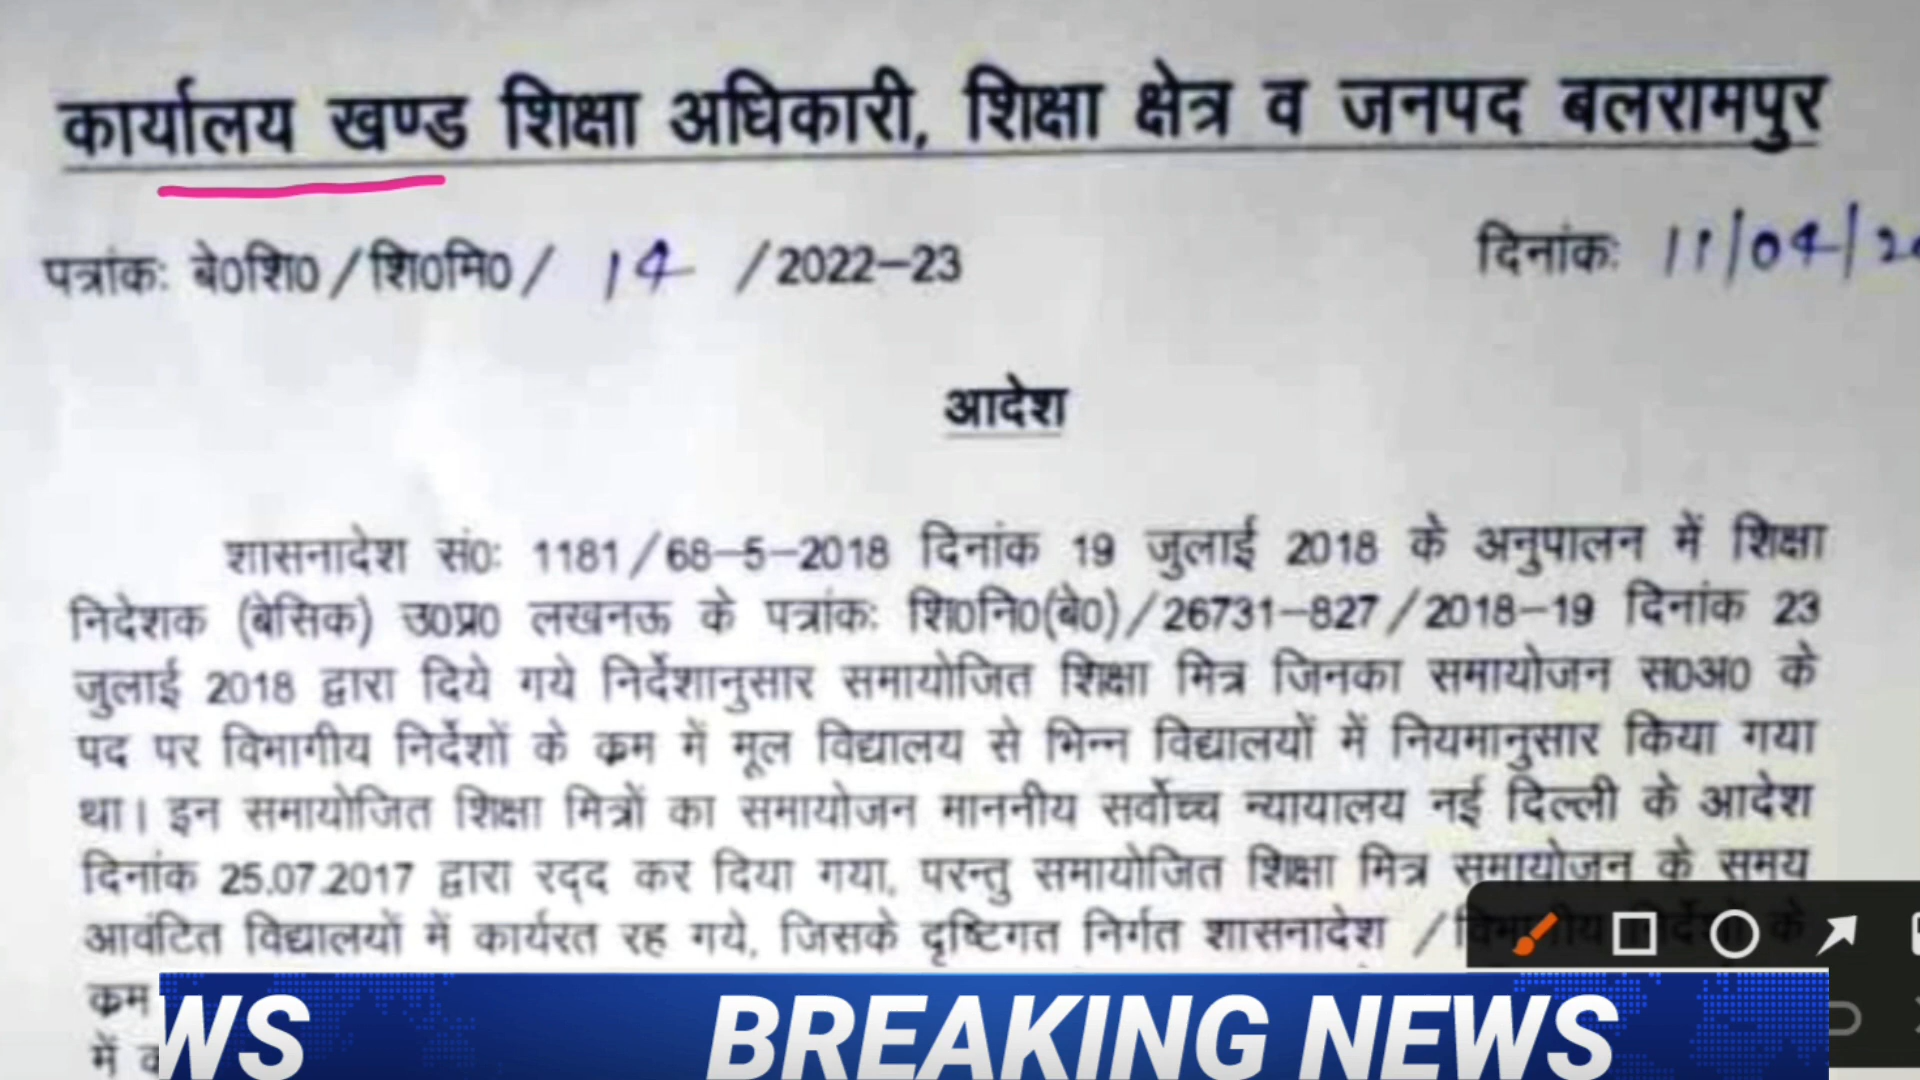 कार्यालय खण्ड शिक्षा अधिकारी, शिक्षा क्षेत्र व जनपद बलरामपुर
पत्रांकः बे0शि0/शि0मि0/ 14 /2022-23 दिनांकः 11/04/20
आदेश
शासनादेश सं0ः 1181/68-5-2018 दिनांक 19 जुलाई 2018 के अनुपालन में शिक्षा
निदेशक (बेसिक) उ0प्र0 लखनऊ के पत्रांकः शि0नि0(बे0)/26731-827/2018-19 दिनांक 23
जुलाई 2018 द्वारा दिये गये निर्देशानुसार समायोजित शिक्षा मित्र जिनका समायोजन स0अ0 के
पद पर विभागीय निर्देशों के क्रम में मूल विद्यालय से भिन्न विद्यालयों में नियमानुसार किया गया
था। इन समायोजित शिक्षा मित्रों का समायोजन माननीय सर्वोच्च न्यायालय नई दिल्ली के आदेश
दिनांक 25.07.2017 द्वारा रद्द कर दिया गया, परन्तु समायोजित शिक्षा मित्र समायोजन के समय
आवंटित विद्यालयों में कार्यरत रह गये, जिसके दृष्टिगत निर्गत शासनादेश / विभागीय निर्देशों के
क्रम
में
WS BREAKING NEWS